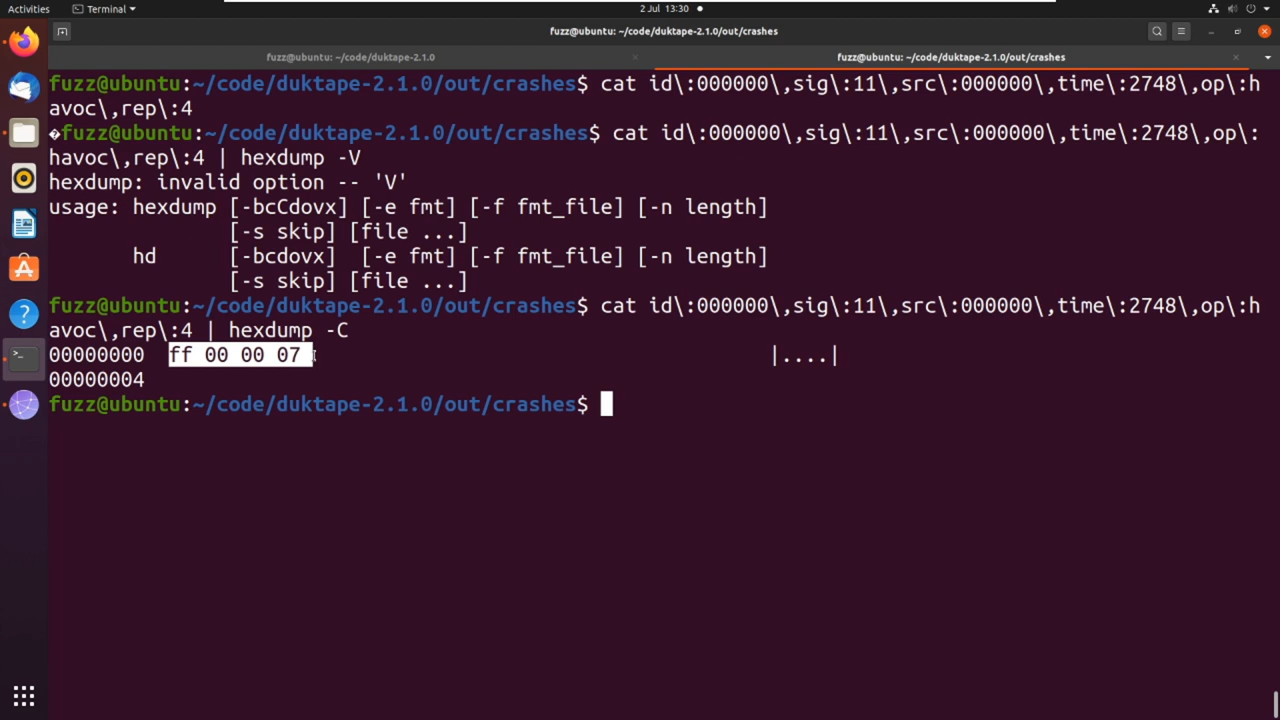 Activities
Terminal
2 Jul 13:30
fuzz@ubuntu: ~/code/duktape-2.1.0/out/crashes
fuzz@ubuntu: ~/code/duktape-2.1.0
fuzz@ubuntu: ~/code/duktape-2.1.0/out/crashes
fuzz@ubuntu:~/code/duktape-2.1.0/out/crashes$ cat id\:000000\,sig\:11\,src\:000000\,time\:2748\,op\:h
avoc\,rep\:4
�fuzz@ubuntu:~/code/duktape-2.1.0/out/crashes$ cat id\:000000\,sig\:11\,src\:000000\,time\:2748\,op\:
havoc\,rep\:4 | hexdump -V
hexdump: invalid option -- 'V'
usage: hexdump [-bcCdovx] [-e fmt] [-f fmt_file] [-n length]
[-s skip] [file ...]
hd [-bcdovx] [-e fmt] [-f fmt_file] [-n length]
[-s skip] [file ...]
fuzz@ubuntu:~/code/duktape-2.1.0/out/crashes$ cat id\:000000\,sig\:11\,src\:000000\,time\:2748\,op\:h
avoc\,rep\:4 | hexdump -C
00000000 ff 00 00 07 |....|
00000004
fuzz@ubuntu:~/code/duktape-2.1.0/out/crashes$